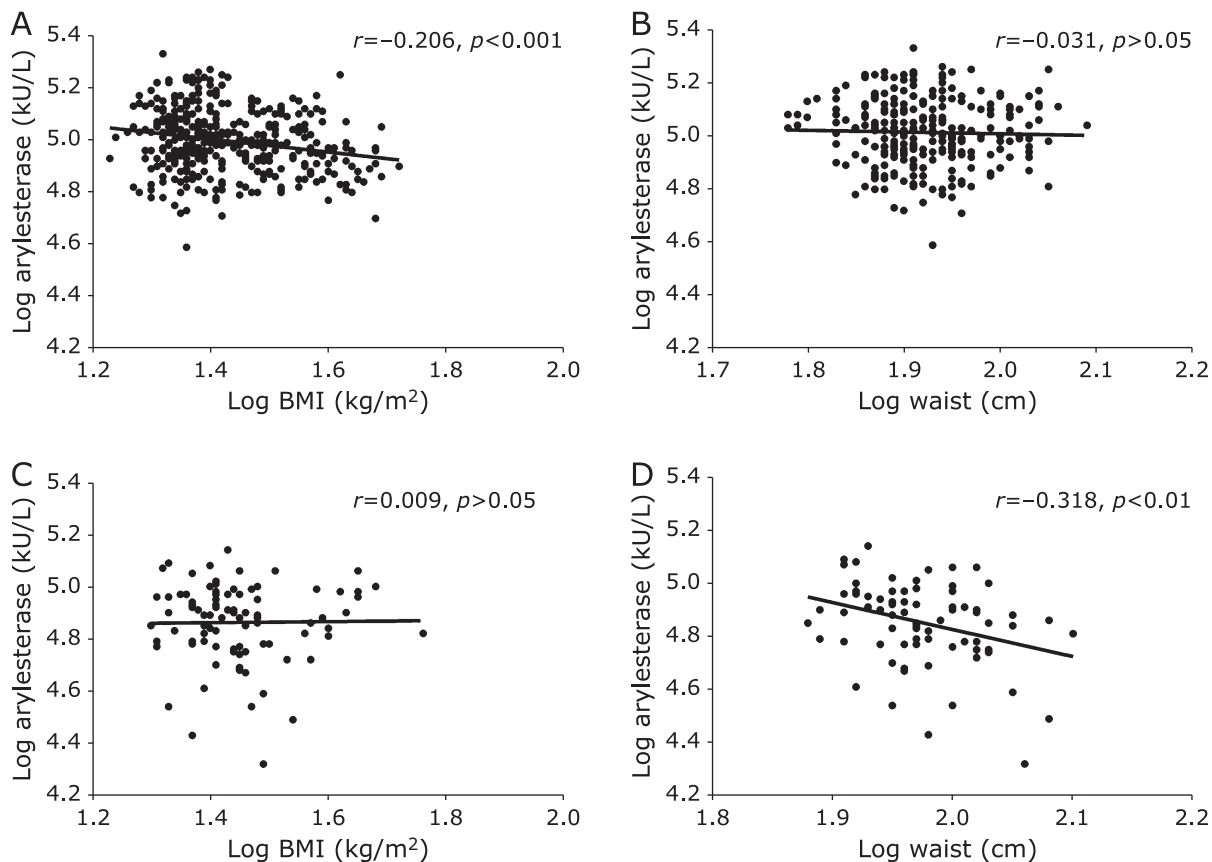 A
r=−0.206, p<0.001
Log arylesterase (kU/L)
5.4
5.2
5.0
4.8
4.6
4.4
4.2
1.2 1.4 1.6 1.8 2.0
Log BMI (kg/m²)
B
r=−0.031, p>0.05
Log arylesterase (kU/L)
5.4
5.2
5.0
4.8
4.6
4.4
4.2
1.7 1.8 1.9 2.0 2.1 2.2
Log waist (cm)
C
r=0.009, p>0.05
Log arylesterase (kU/L)
5.4
5.2
5.0
4.8
4.6
4.4
4.2
1.2 1.4 1.6 1.8 2.0
Log BMI (kg/m²)
D
r=−0.318, p<0.01
Log arylesterase (kU/L)
5.4
5.2
5.0
4.8
4.6
4.4
4.2
1.8 1.9 2.0 2.1 2.2
Log waist (cm)